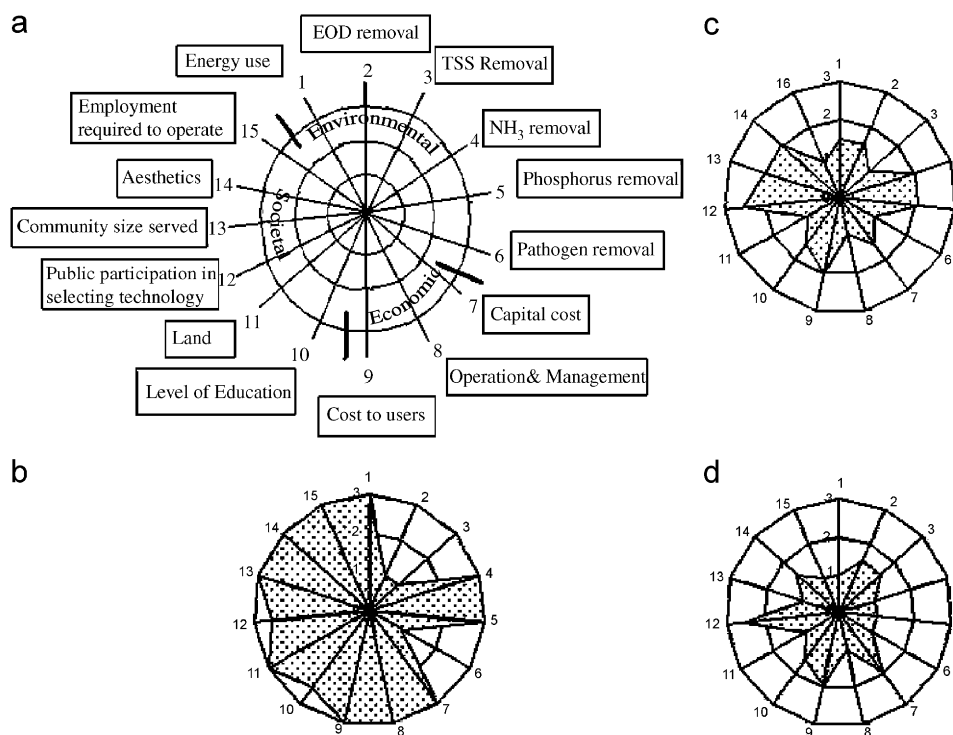 a
EOD removal
Energy use
TSS Removal
1
2
3
Employment
required to operate
15
Environmental
4
NH₃ removal
Aesthetics
14
5
Phosphorus removal
Societal
Community size served
13
6
Pathogen removal
Public participation in
selecting technology
12
Economic
7
Capital cost
Land
11
10
9
8
Operation& Management
Level of Education
Cost to users
c
1
2
3
6
7
8
9
10
11
12
13
14
16
3
2
b
1
2
3
4
5
6
7
8
9
10
11
12
13
14
15
3
2
1
d
1
2
3
6
7
8
9
10
11
12
13
14
15
3
2
1